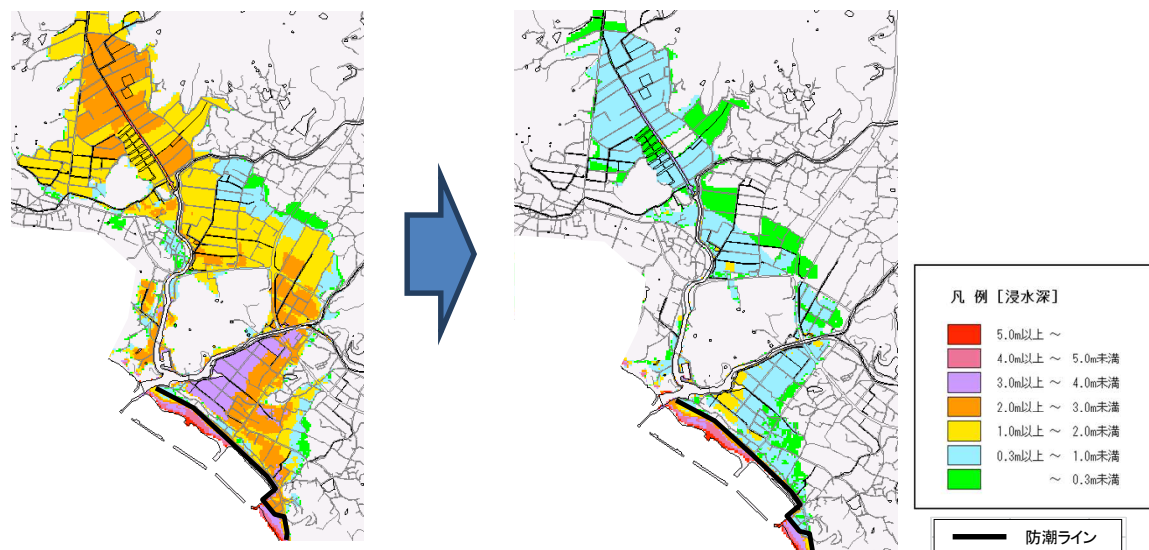 凡 例 [浸水深]
5.0m以上 ～
4.0m以上 ～ 5.0m未満
3.0m以上 ～ 4.0m未満
2.0m以上 ～ 3.0m未満
1.0m以上 ～ 2.0m未満
0.3m以上 ～ 1.0m未満
～ 0.3m未満
防潮ライン